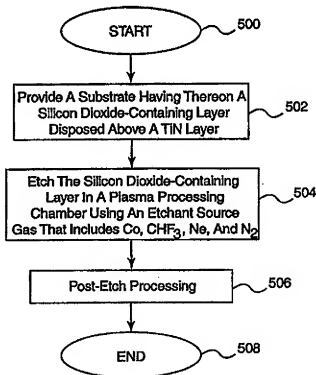 START
500
Provide A Substrate Having Thereon A
Silicon Dioxide-Containing Layer
Disposed Above A TiN Layer
502
Etch The Silicon Dioxide-Containing
Layer In A Plasma Processing
Chamber Using An Etchant Source
Gas That Includes Co, CHF3, Ne, And N2
504
Post-Etch Processing
506
END
508